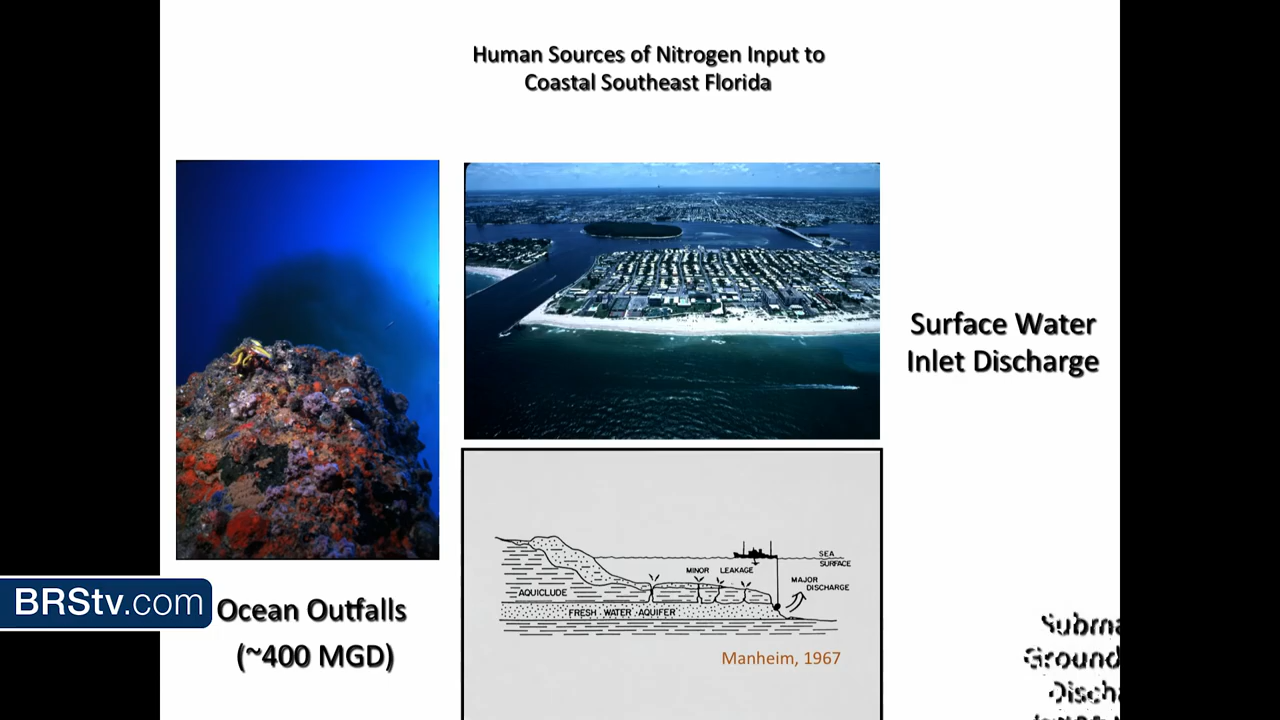 Human Sources of Nitrogen Input to
Coastal Southeast Florida
Surface Water
Inlet Discharge
SEA
SURFACE
MINOR LEAKAGE
MAJOR
DISCHARGE
AQUICLUDE
FRESH WATER AQUIFER
Manheim, 1967
BRStv.com
Ocean Outfalls
(~400 MGD)
Ground